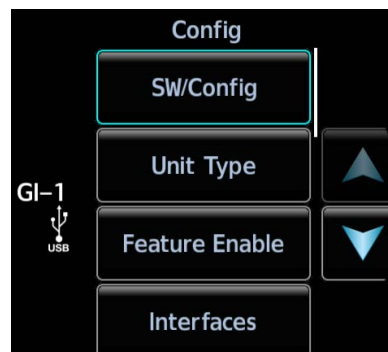 Config
SW/Config
Unit Type
GI-1
USB
Feature Enable
Interfaces